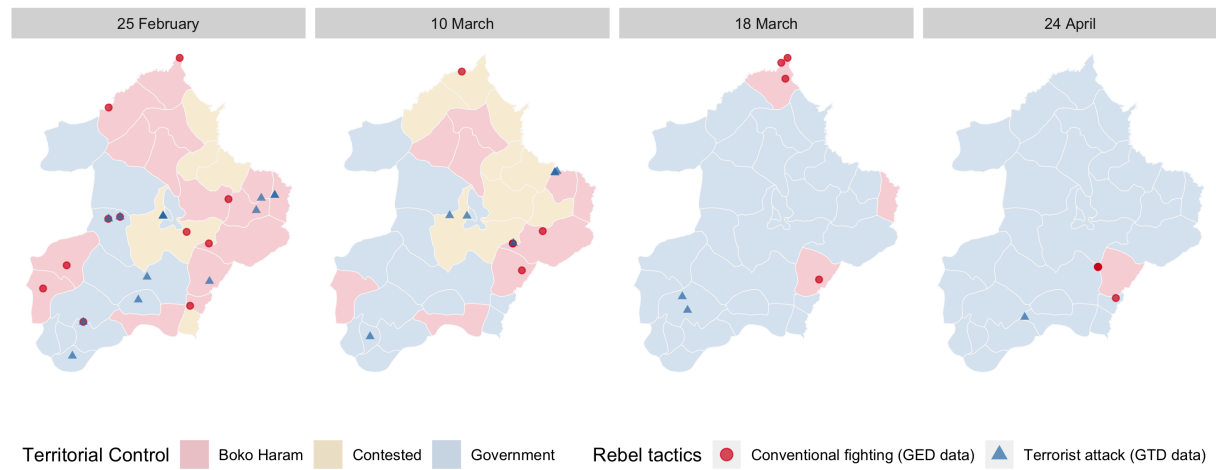 25 February
10 March
18 March
24 April
Territorial Control
Boko Haram
Contested
Government
Rebel tactics
Conventional fighting (GED data)
Terrorist attack (GTD data)